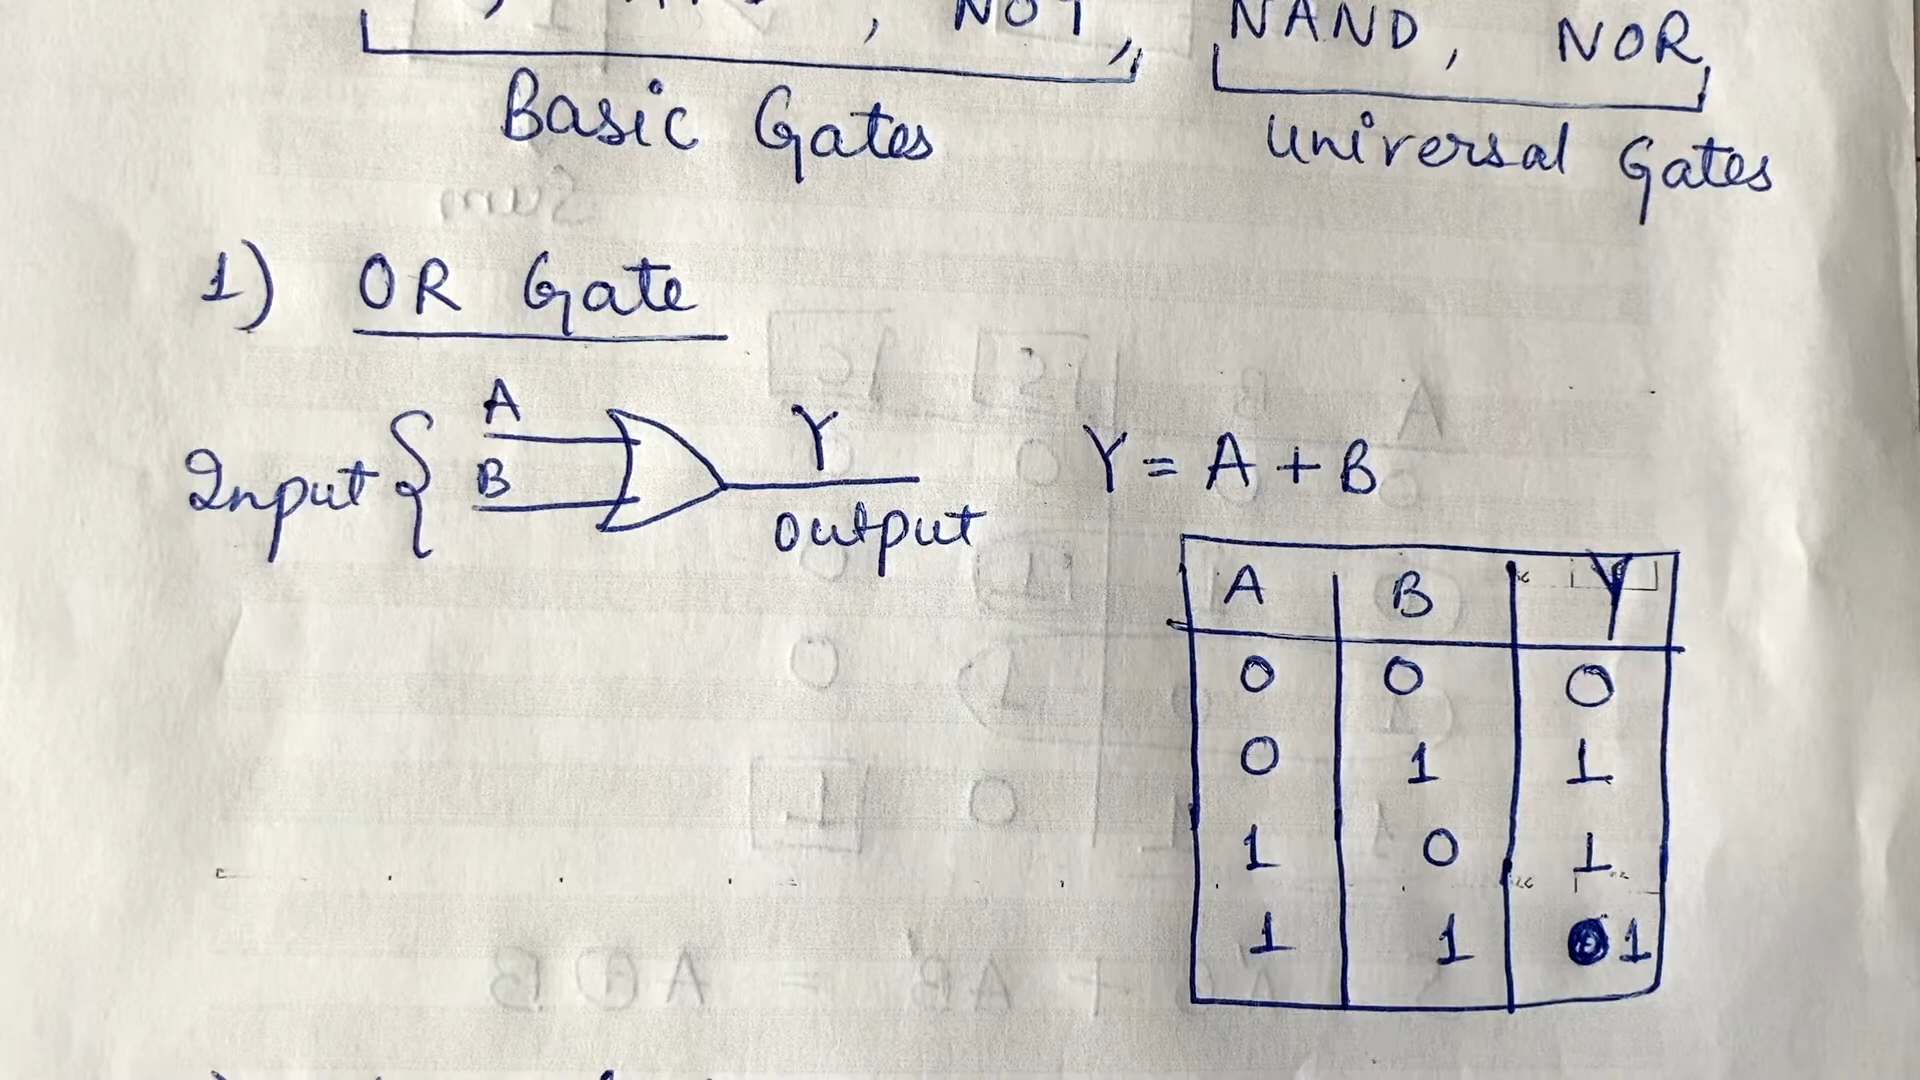 , NOT, NAND, NOR
Basic Gates Universal Gates
1) OR Gate
A
Input { B
Y
output
Y = A + B
A B Y
0 0 0
0 1 1
1 0 1
1 1 1